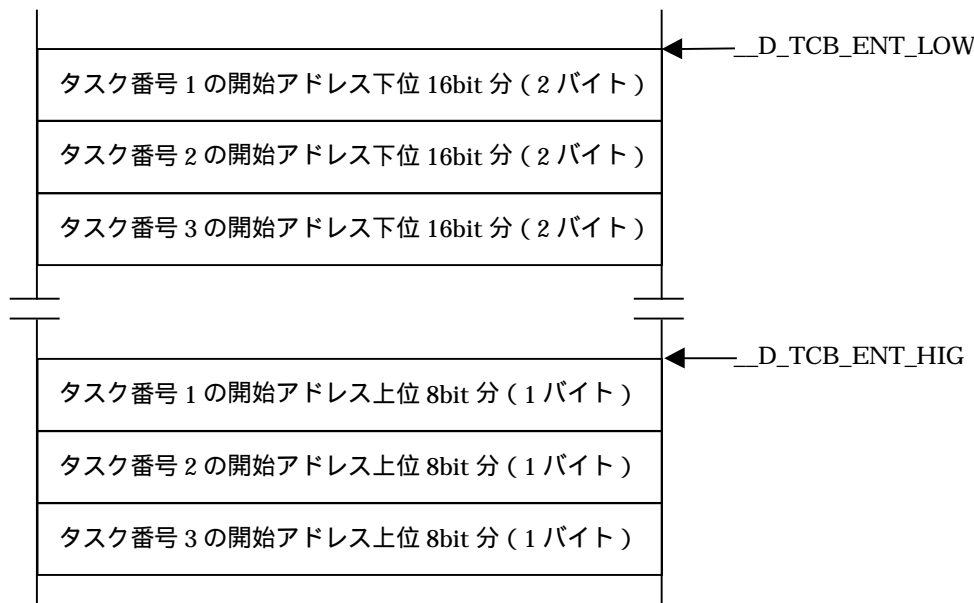 __D_TCB_ENT_LOW
タスク番号 1 の開始アドレス下位 16bit 分 ( 2 バイト )
タスク番号 2 の開始アドレス下位 16bit 分 ( 2 バイト )
タスク番号 3 の開始アドレス下位 16bit 分 ( 2 バイト )
__D_TCB_ENT_HIG
タスク番号 1 の開始アドレス上位 8bit 分 ( 1 バイト )
タスク番号 2 の開始アドレス上位 8bit 分 ( 1 バイト )
タスク番号 3 の開始アドレス上位 8bit 分 ( 1 バイト )